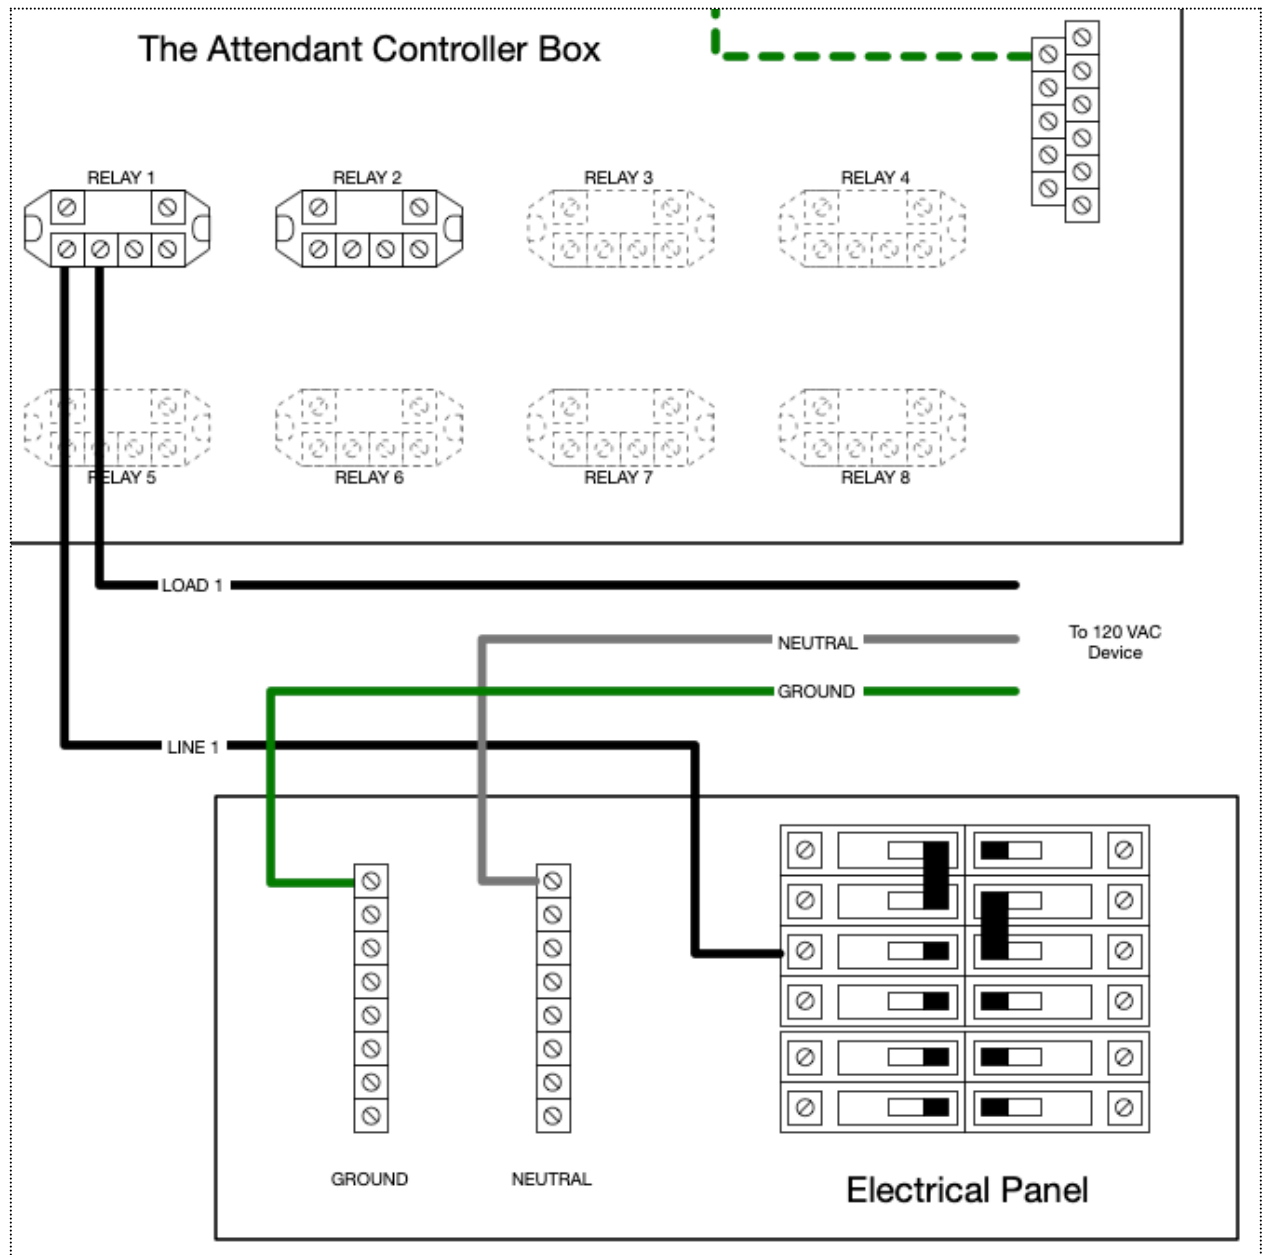 The Attendant Controller Box
RELAY 1
RELAY 2
RELAY 3
RELAY 4
RELAY 5
RELAY 6
RELAY 7
RELAY 8
LOAD 1
NEUTRAL
To 120 VAC
Device
GROUND
LINE 1
GROUND
NEUTRAL
Electrical Panel